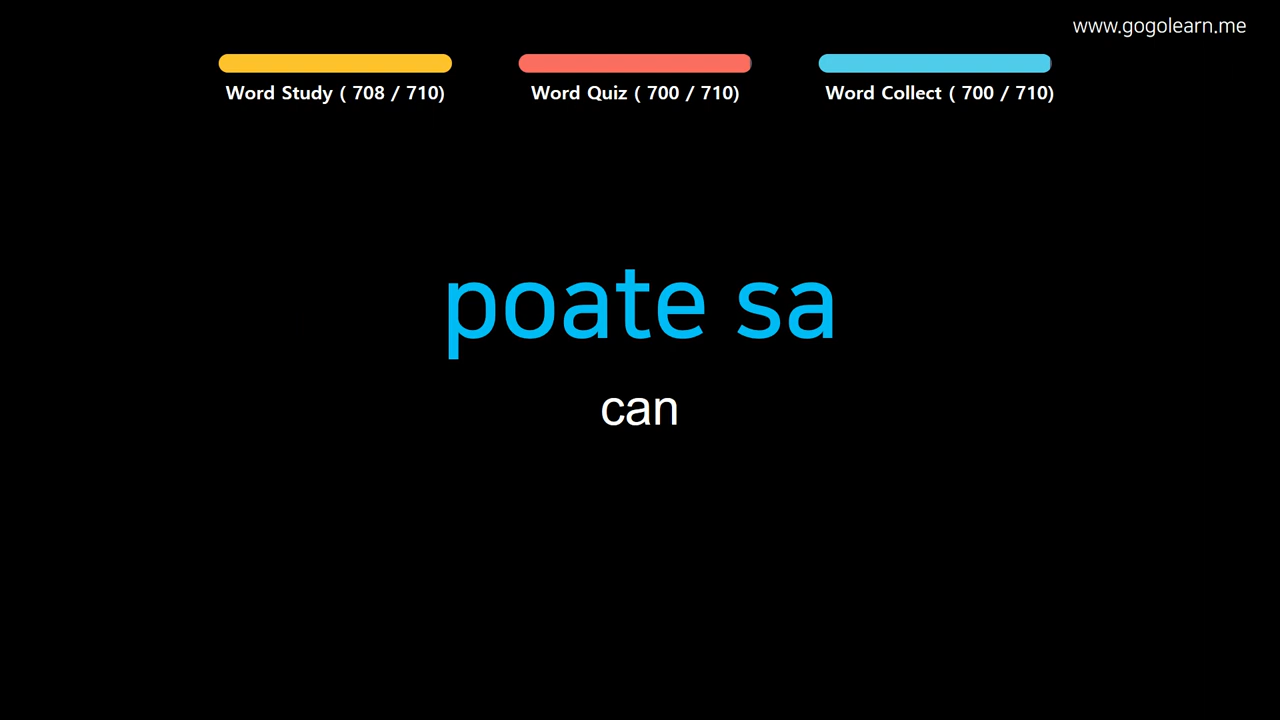 www.gogolearn.me
Word Study ( 708 / 710)
Word Quiz ( 700 / 710)
Word Collect ( 700 / 710)
poate sa
can